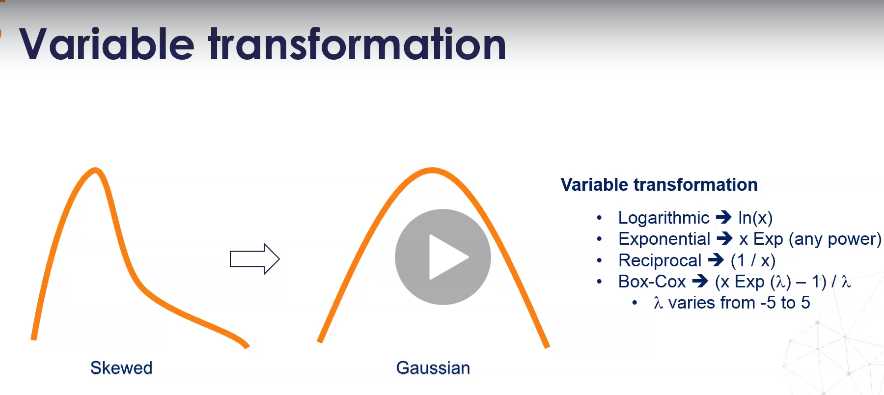 Variable transformation
Skewed
Gaussian
Variable transformation
• Logarithmic ➔ ln(x)
• Exponential ➔ x Exp (any power)
• Reciprocal ➔ (1 / x)
• Box-Cox ➔ (x Exp (λ) – 1) / λ
• λ varies from -5 to 5